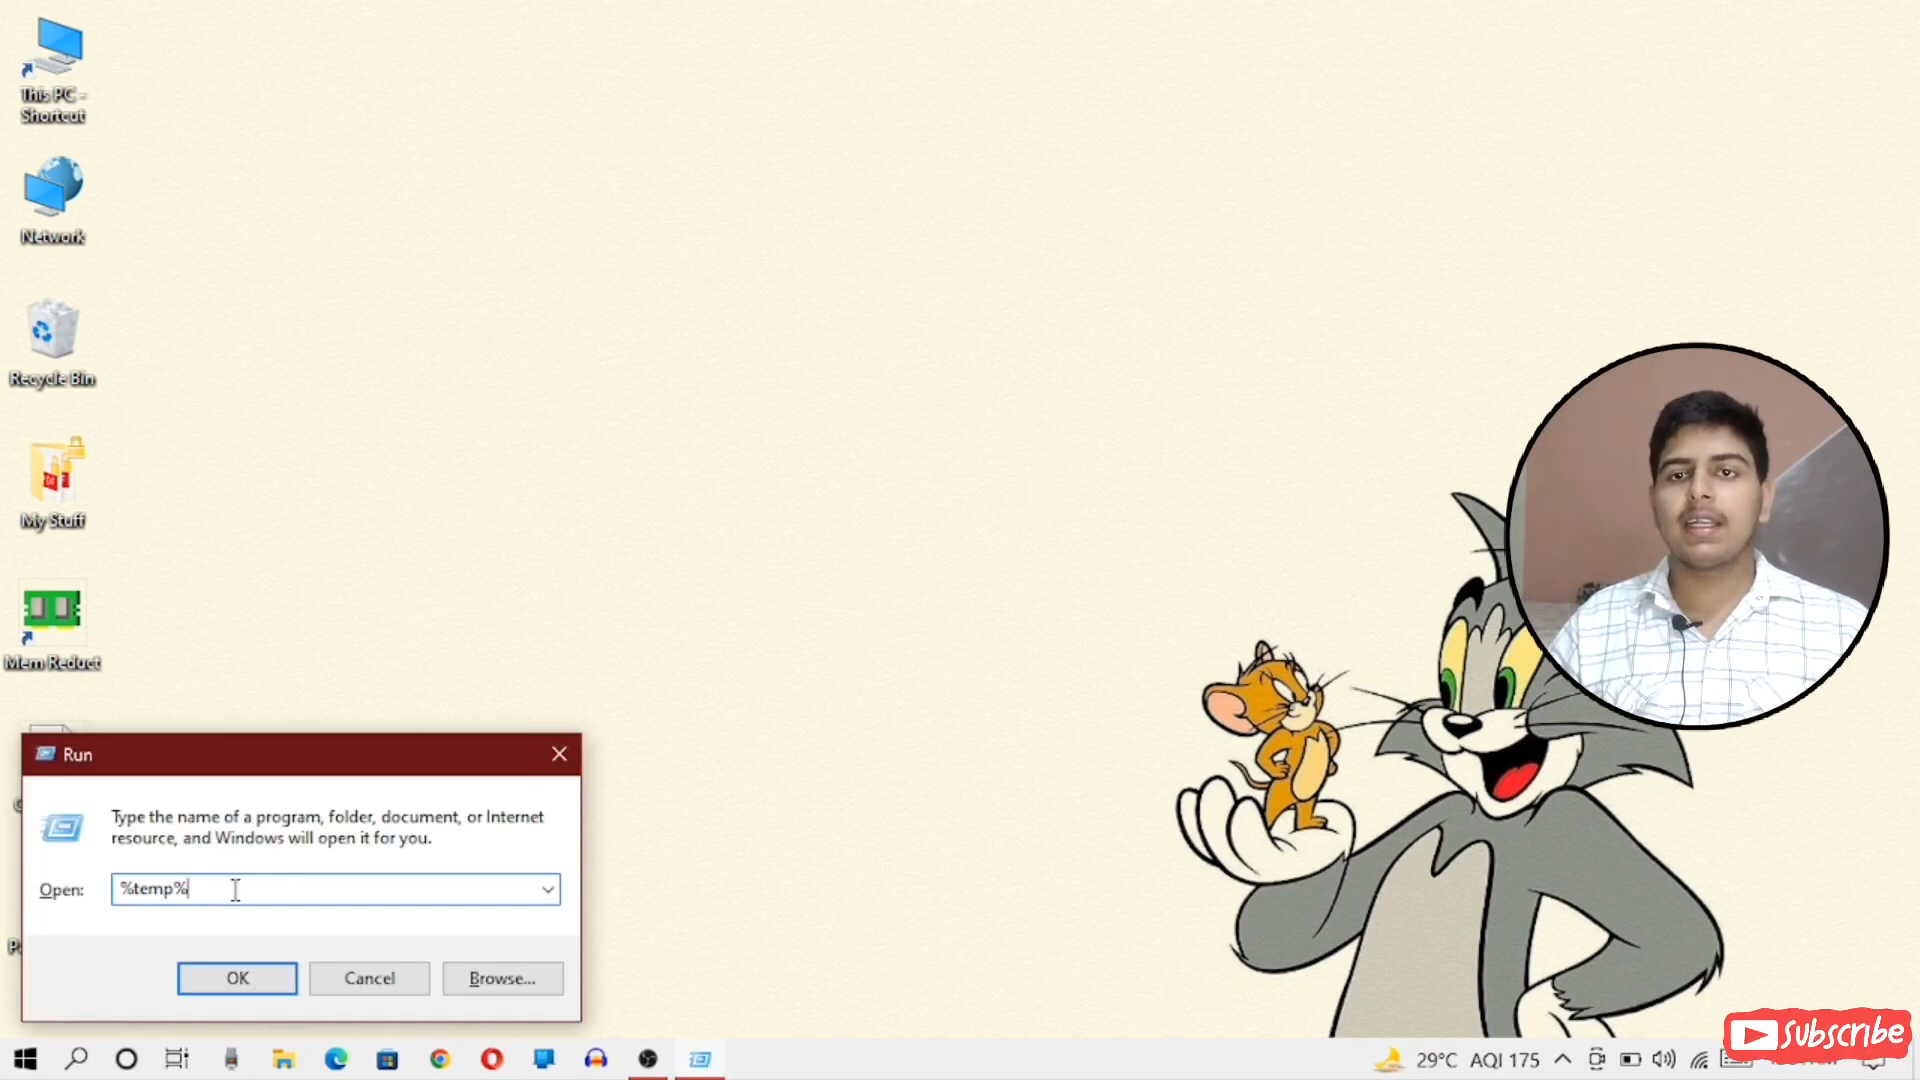 This PC -
Shortcut
Network
Recycle Bin
My Stuff
Mem Reduct
Run
Type the name of a program, folder, document, or Internet
resource, and Windows will open it for you.
Open:
%temp%
OK
Cancel
Browse...
29°C AQI 175
Subscribe